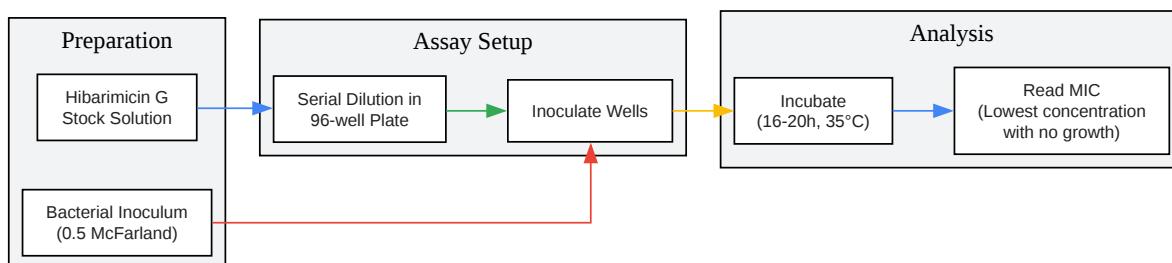 Preparation
Hibarimicin G
Stock Solution
Bacterial Inoculum
(0.5 McFarland)
Assay Setup
Serial Dilution in
96-well Plate
Inoculate Wells
Analysis
Incubate
(16-20h, 35°C)
Read MIC
(Lowest concentration
with no growth)